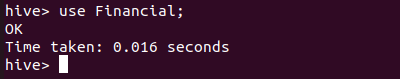 hive> use Financial;
OK
Time taken: 0.016 seconds
hive>